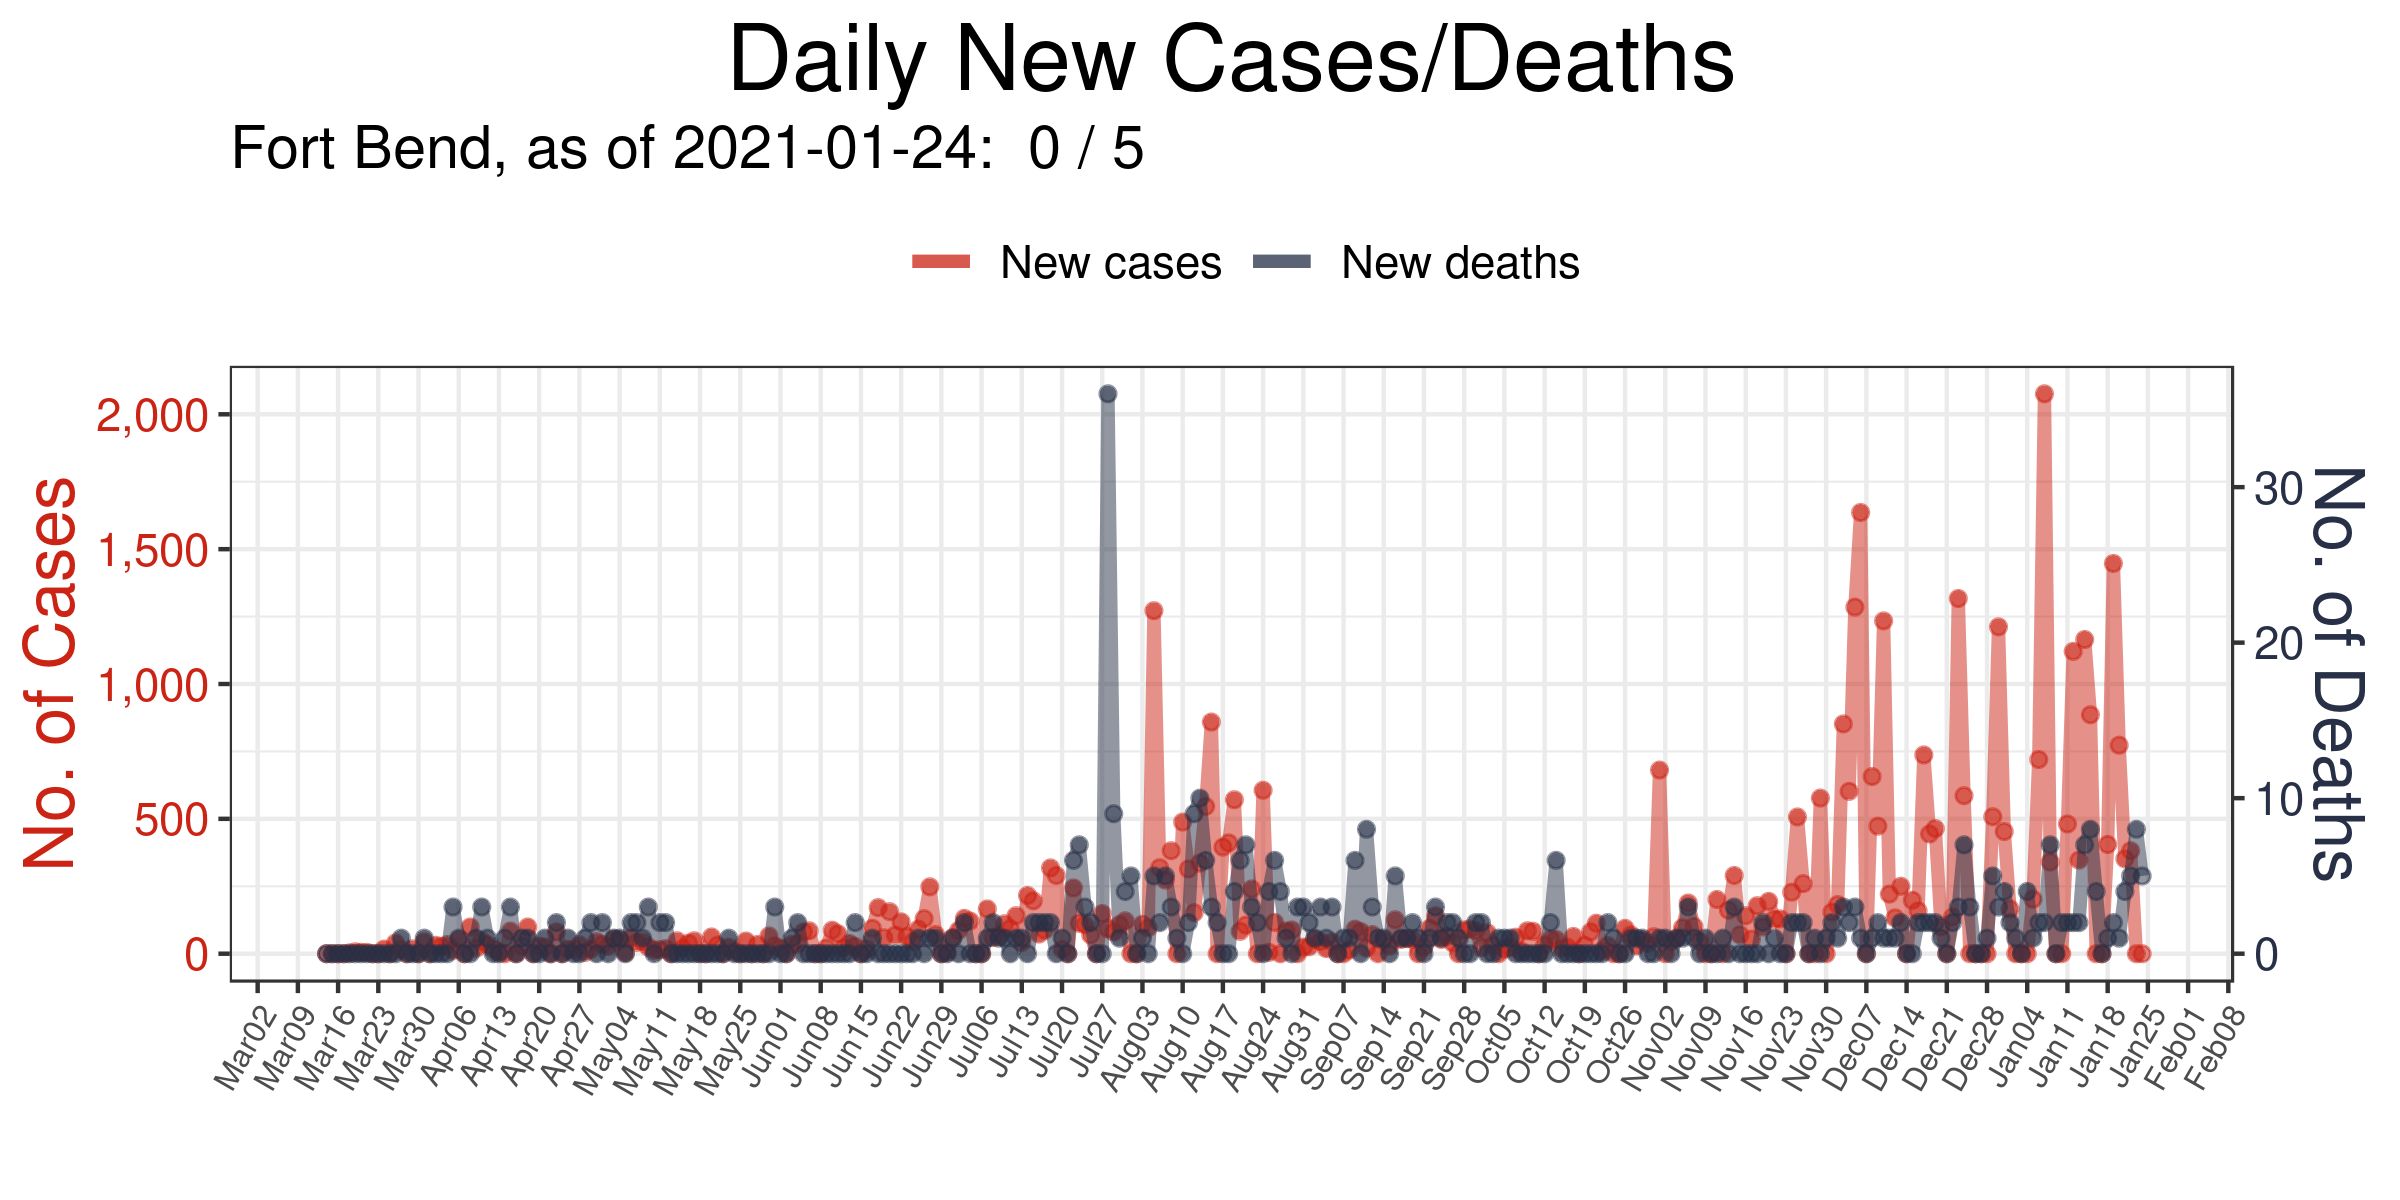 Daily New Cases/Deaths
Fort Bend, as of 2021-01-24:  0 / 5
New cases
New deaths
No. of Cases
2,000
1,500
1,000
500
0
No. of Deaths
30
20
10
0
Mar02
Mar09
Mar16
Mar23
Mar30
Apr06
Apr13
Apr20
Apr27
May04
May11
May18
May25
Jun01
Jun08
Jun15
Jun22
Jun29
Jul06
Jul13
Jul20
Jul27
Aug03
Aug10
Aug17
Aug24
Aug31
Sep07
Sep14
Sep21
Sep28
Oct05
Oct12
Oct19
Oct26
Nov02
Nov09
Nov16
Nov23
Nov30
Dec07
Dec14
Dec21
Dec28
Jan04
Jan11
Jan18
Jan25
Feb01
Feb08